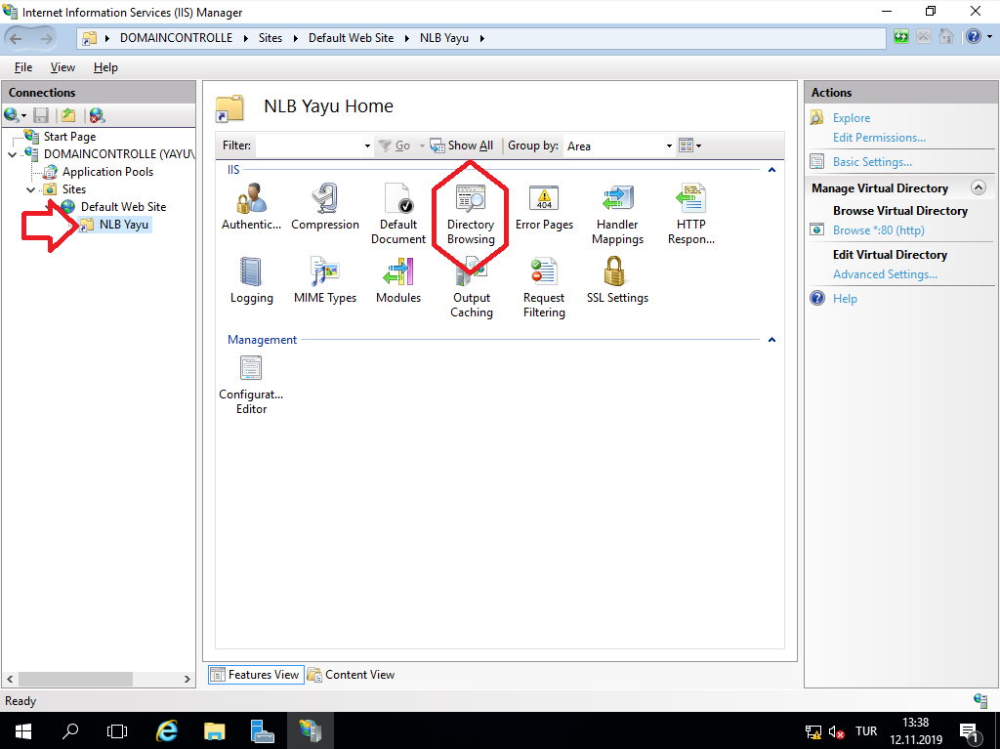 Internet Information Services (IIS) Manager
DOMAINCONTROLLE Sites Default Web Site NLB Yayu
File View Help
Connections
Start Page
DOMAINCONTROLLE (YAYU\
Application Pools
Sites
Default Web Site
NLB Yayu
NLB Yayu Home
Filter: Go Show All Group by: Area
IIS
Authentic...
Compression
Default
Document
Directory
Browsing
Error Pages
404
Handler
Mappings
HTTP
Respon...
Logging
MIME Types
Modules
Output
Caching
Request
Filtering
SSL Settings
Management
Configurat...
Editor
Features View Content View
Actions
Explore
Edit Permissions...
Basic Settings...
Manage Virtual Directory
Browse Virtual Directory
Browse *:80 (http)
Edit Virtual Directory
Advanced Settings...
Help
Ready
TUR
13:38
12.11.2019
1